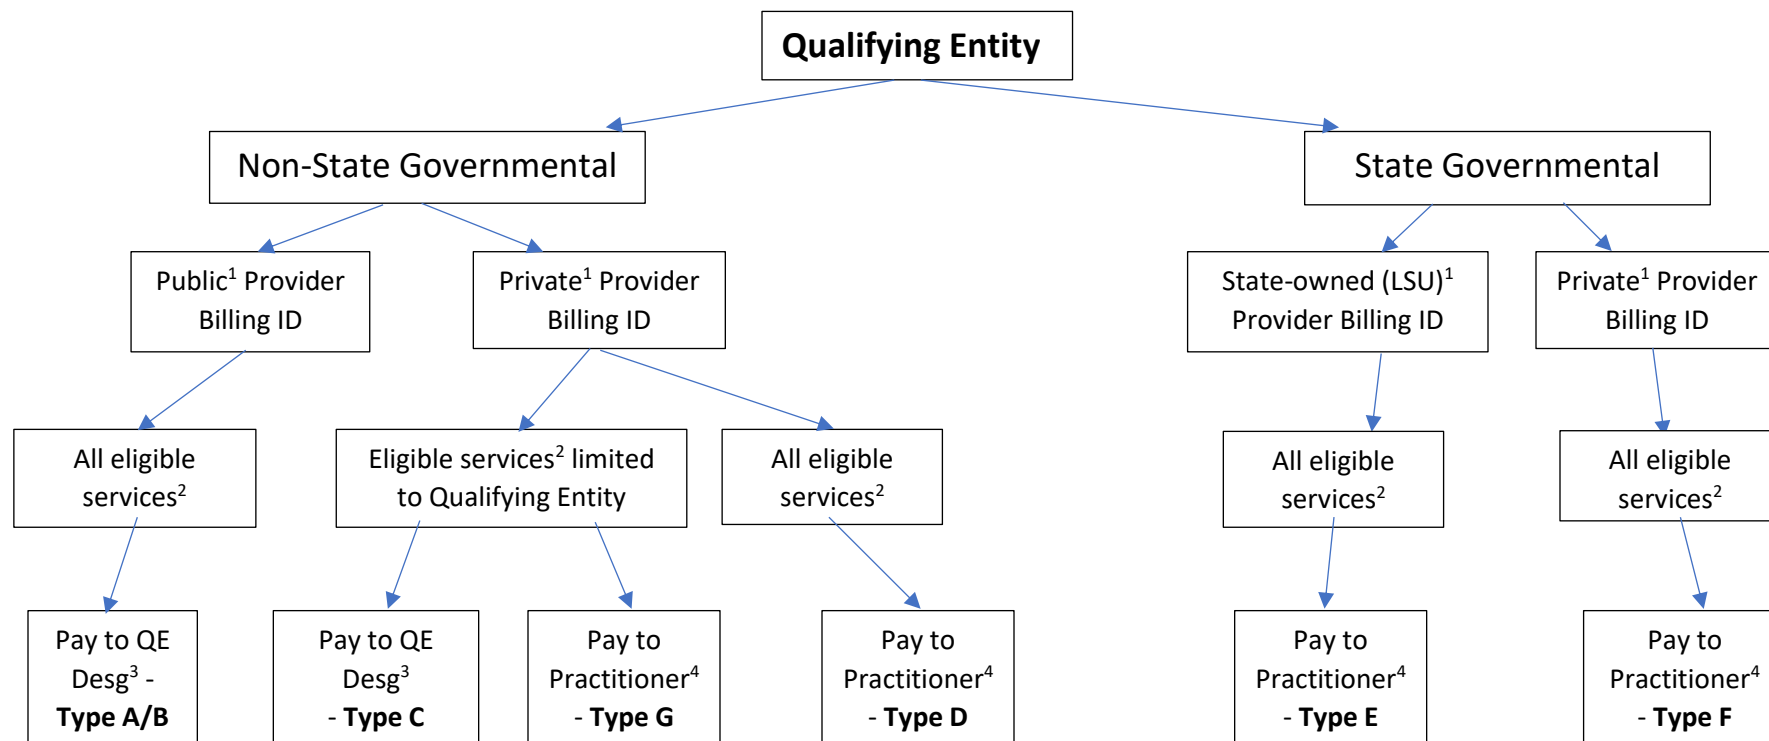 Qualifying Entity
Non-State Governmental
State Governmental
Public¹ Provider
Billing ID
Private¹ Provider
Billing ID
State-owned (LSU)¹
Provider Billing ID
Private¹ Provider
Billing ID
All eligible
services²
Eligible services² limited
to Qualifying Entity
All eligible
services²
All eligible
services²
All eligible
services²
Pay to QE
Desg³ -
Type A/B
Pay to QE
Desg³
- Type C
Pay to
Practitioner⁴
- Type G
Pay to
Practitioner⁴
- Type D
Pay to
Practitioner⁴
- Type E
Pay to
Practitioner⁴
- Type F